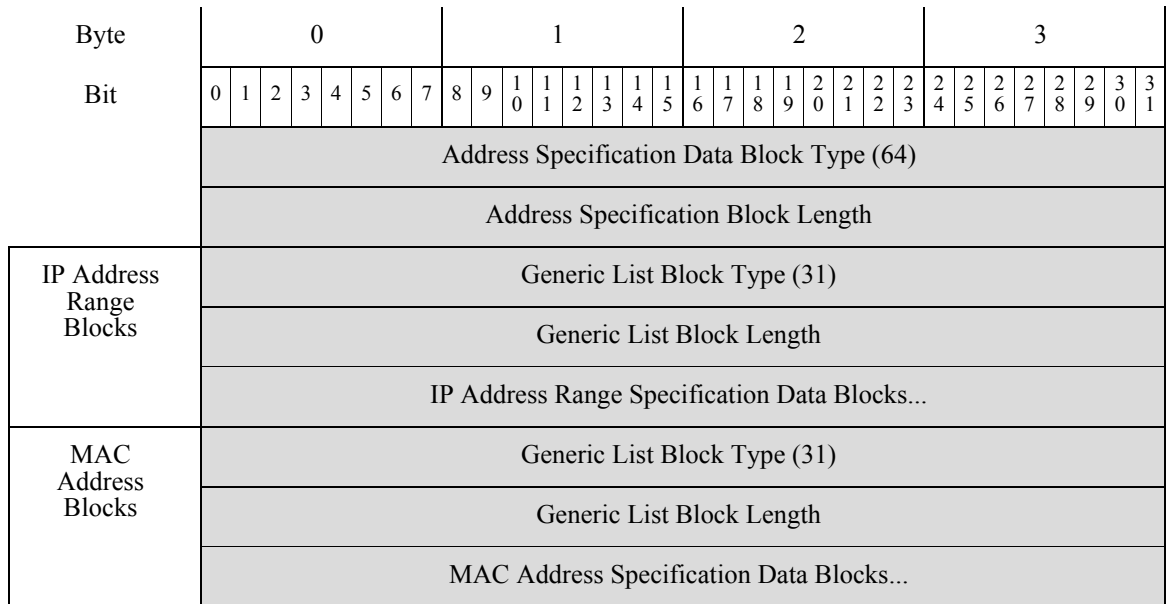 Byte 0 1 2 3
Bit 0 1 2 3 4 5 6 7 8 9 10 11 12 13 14 15 16 17 18 19 20 21 22 23 24 25 26 27 28 29 30 31
Address Specification Data Block Type (64)
Address Specification Block Length
IP Address
Range
Blocks
Generic List Block Type (31)
Generic List Block Length
IP Address Range Specification Data Blocks...
MAC
Address
Blocks
Generic List Block Type (31)
Generic List Block Length
MAC Address Specification Data Blocks...